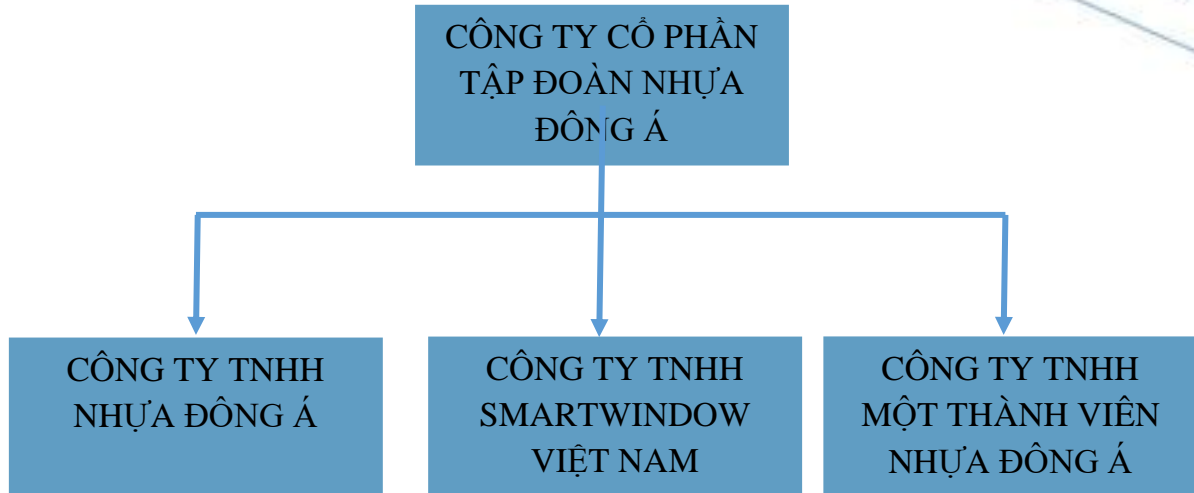 CÔNG TY CỔ PHẦN
TẬP ĐOÀN NHỰA
ĐÔNG Á
CÔNG TY TNHH
NHỰA ĐÔNG Á
CÔNG TY TNHH
SMARTWINDOW
VIỆT NAM
CÔNG TY TNHH
MỘT THÀNH VIÊN
NHỰA ĐÔNG Á